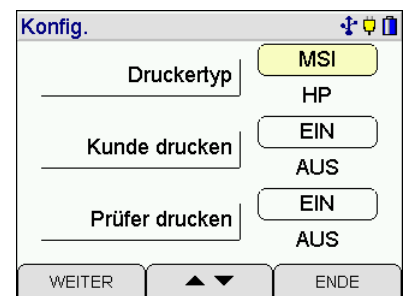 Konfig.
Druckertyp
MSI
HP
Kunde drucken
EIN
AUS
Prüfer drucken
EIN
AUS
WEITER ▲ ▼ ENDE